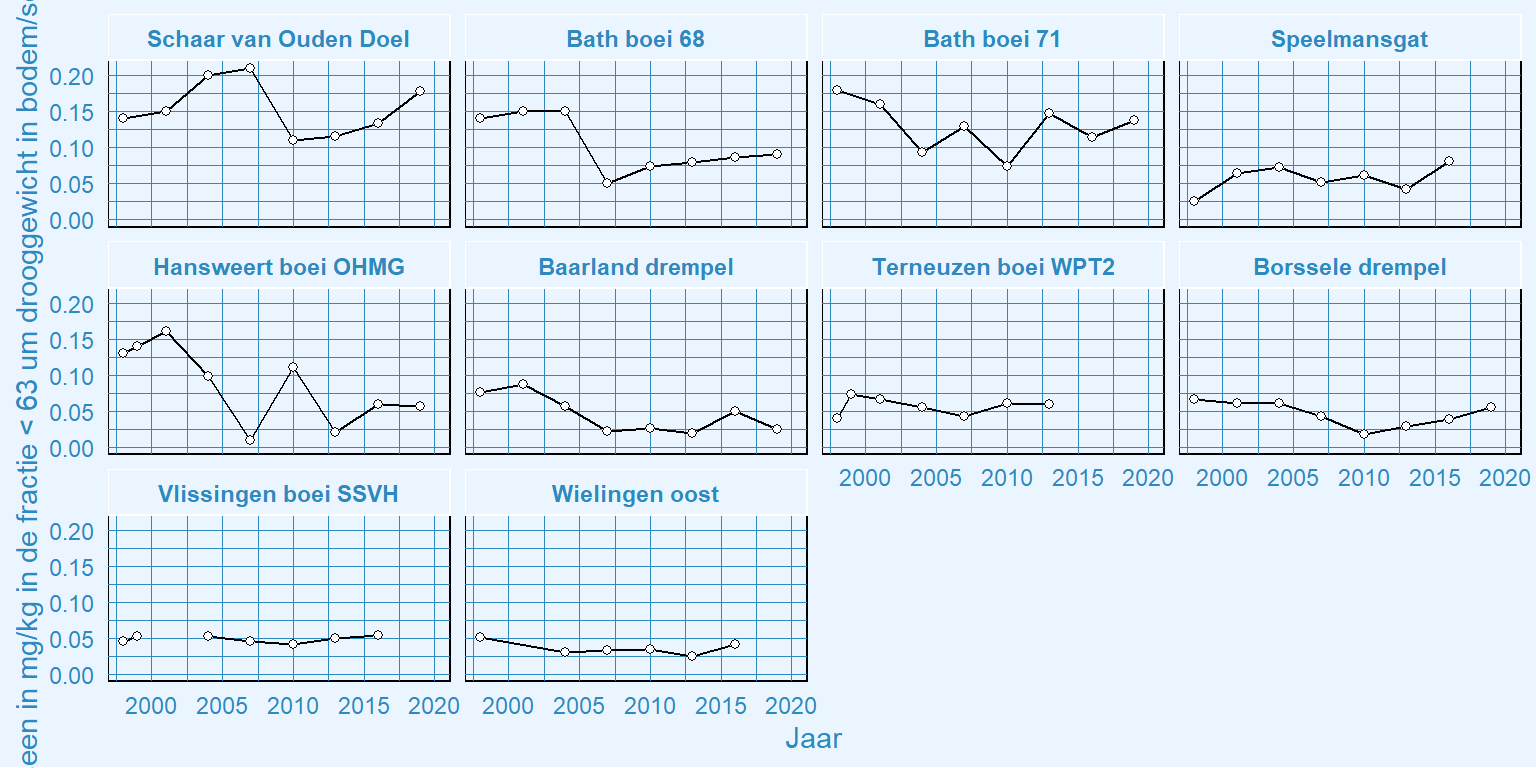 een in mg/kg in de fractie < 63 um drooggewicht in bodem/se
Schaar van Ouden Doel Bath boei 68 Bath boei 71 Speelmansgat
0.20
0.15
0.10
0.05
0.00
Hansweert boei OHMG Baarland drempel Terneuzen boei WPT2 Borssele drempel
0.20
0.15
0.10
0.05
0.00
2000 2005 2010 2015 2020 2000 2005 2010 2015 2020
Vlissingen boei SSVH Wielingen oost
0.20
0.15
0.10
0.05
0.00
2000 2005 2010 2015 2020 2000 2005 2010 2015 2020
Jaar